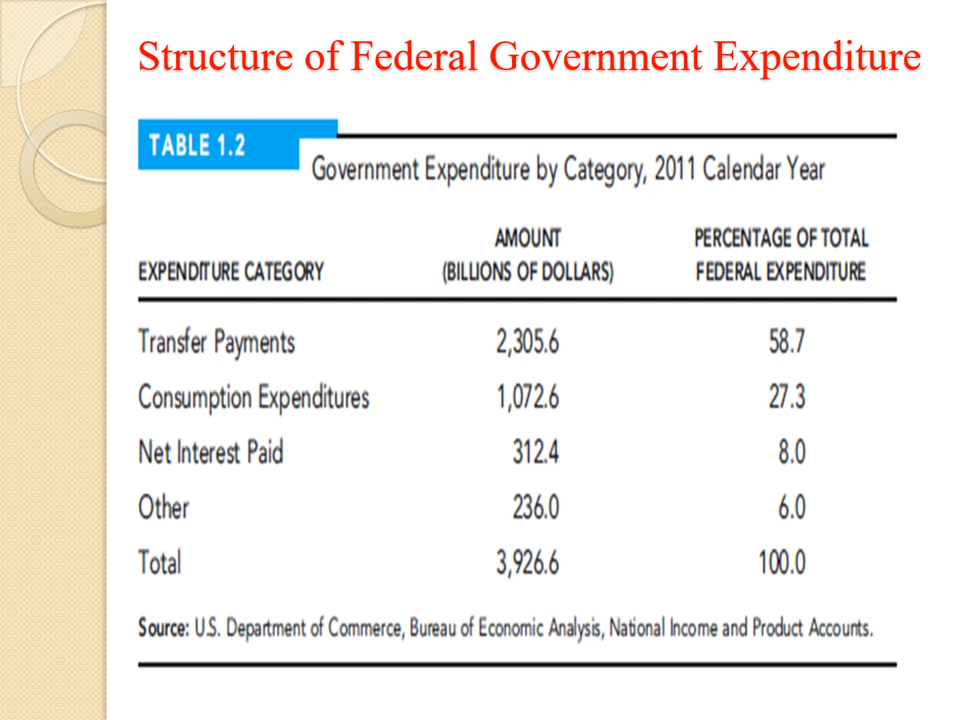 Structure of Federal Government Expenditure
TABLE 1.2
Government Expenditure by Category, 2011 Calendar Year
AMOUNT PERCENTAGE OF TOTAL
EXPENDITURE CATEGORY (BILLIONS OF DOLLARS) FEDERAL EXPENDITURE
Transfer Payments 2,305.6 58.7
Consumption Expenditures 1,072.6 27.3
Net Interest Paid 312.4 8.0
Other 236.0 6.0
Total 3,926.6 100.0
Source: U.S. Department of Commerce, Bureau of Economic Analysis, National Income and Product Accounts.